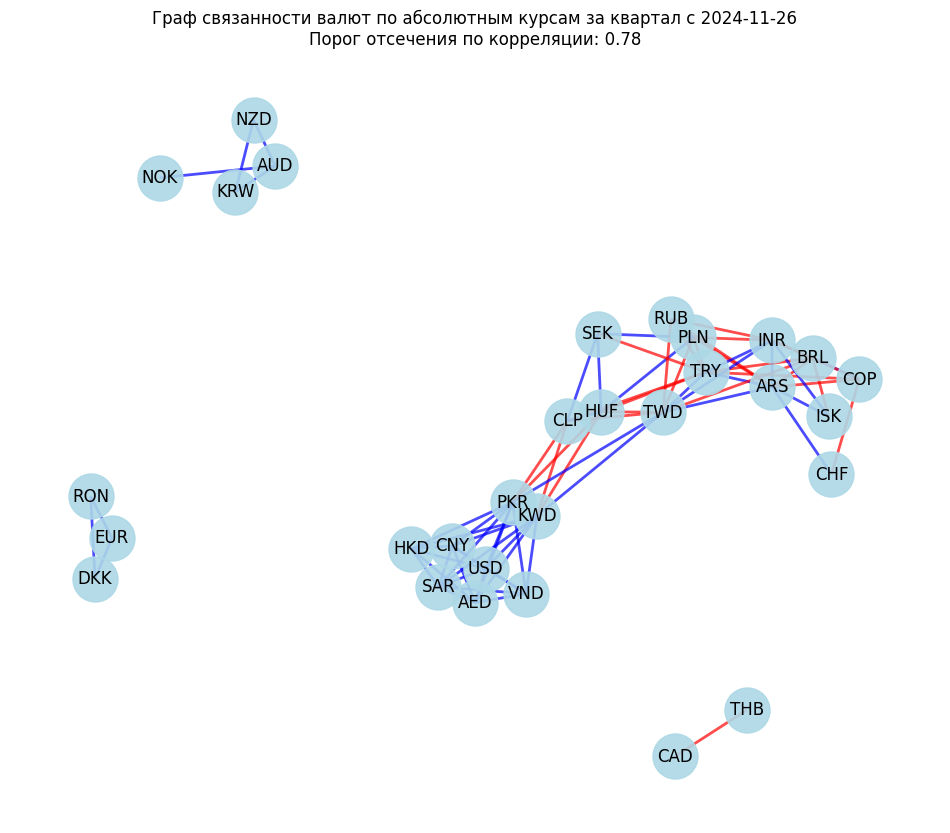 Граф связанности валют по абсолютным курсам за квартал с 2024-11-26
Порог отсечения по корреляции: 0.78
NZD
AUD
NOK
KRW
RUB
SEK
PLN
INR
BRL
TRY
COP
ARS
HUF
TWD
ISK
CLP
CHF
RON
PKR
KWD
EUR
CNY
HKD
USD
DKK
SAR
VND
AED
THB
CAD